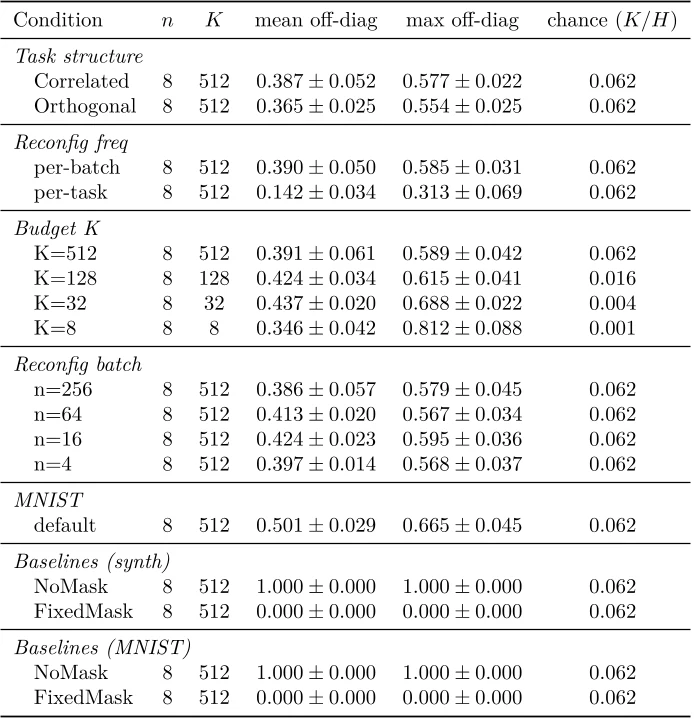 Condition n K mean off-diag max off-diag chance (K/H)
Task structure
Correlated 8 512 0.387 ± 0.052 0.577 ± 0.022 0.062
Orthogonal 8 512 0.365 ± 0.025 0.554 ± 0.025 0.062
Reconfig freq
per-batch 8 512 0.390 ± 0.050 0.585 ± 0.031 0.062
per-task 8 512 0.142 ± 0.034 0.313 ± 0.069 0.062
Budget K
K=512 8 512 0.391 ± 0.061 0.589 ± 0.042 0.062
K=128 8 128 0.424 ± 0.034 0.615 ± 0.041 0.016
K=32 8 32 0.437 ± 0.020 0.688 ± 0.022 0.004
K=8 8 8 0.346 ± 0.042 0.812 ± 0.088 0.001
Reconfig batch
n=256 8 512 0.386 ± 0.057 0.579 ± 0.045 0.062
n=64 8 512 0.413 ± 0.020 0.567 ± 0.034 0.062
n=16 8 512 0.424 ± 0.023 0.595 ± 0.036 0.062
n=4 8 512 0.397 ± 0.014 0.568 ± 0.037 0.062
MNIST
default 8 512 0.501 ± 0.029 0.665 ± 0.045 0.062
Baselines (synth)
NoMask 8 512 1.000 ± 0.000 1.000 ± 0.000 0.062
FixedMask 8 512 0.000 ± 0.000 0.000 ± 0.000 0.062
Baselines (MNIST)
NoMask 8 512 1.000 ± 0.000 1.000 ± 0.000 0.062
FixedMask 8 512 0.000 ± 0.000 0.000 ± 0.000 0.062